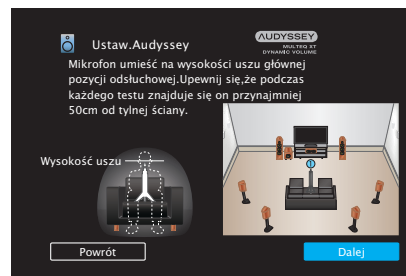 Ustaw.Audyssey
AUDYSSEY
MULTEQ XT
DYNAMIC VOLUME
Mikrofon umieść na wysokości uszu głównej
pozycji odsłuchowej.Upewnij się,że podczas
każdego testu znajduje się on przynajmniej
50cm od tylnej ściany.
Wysokość uszu
Powrót
Dalej